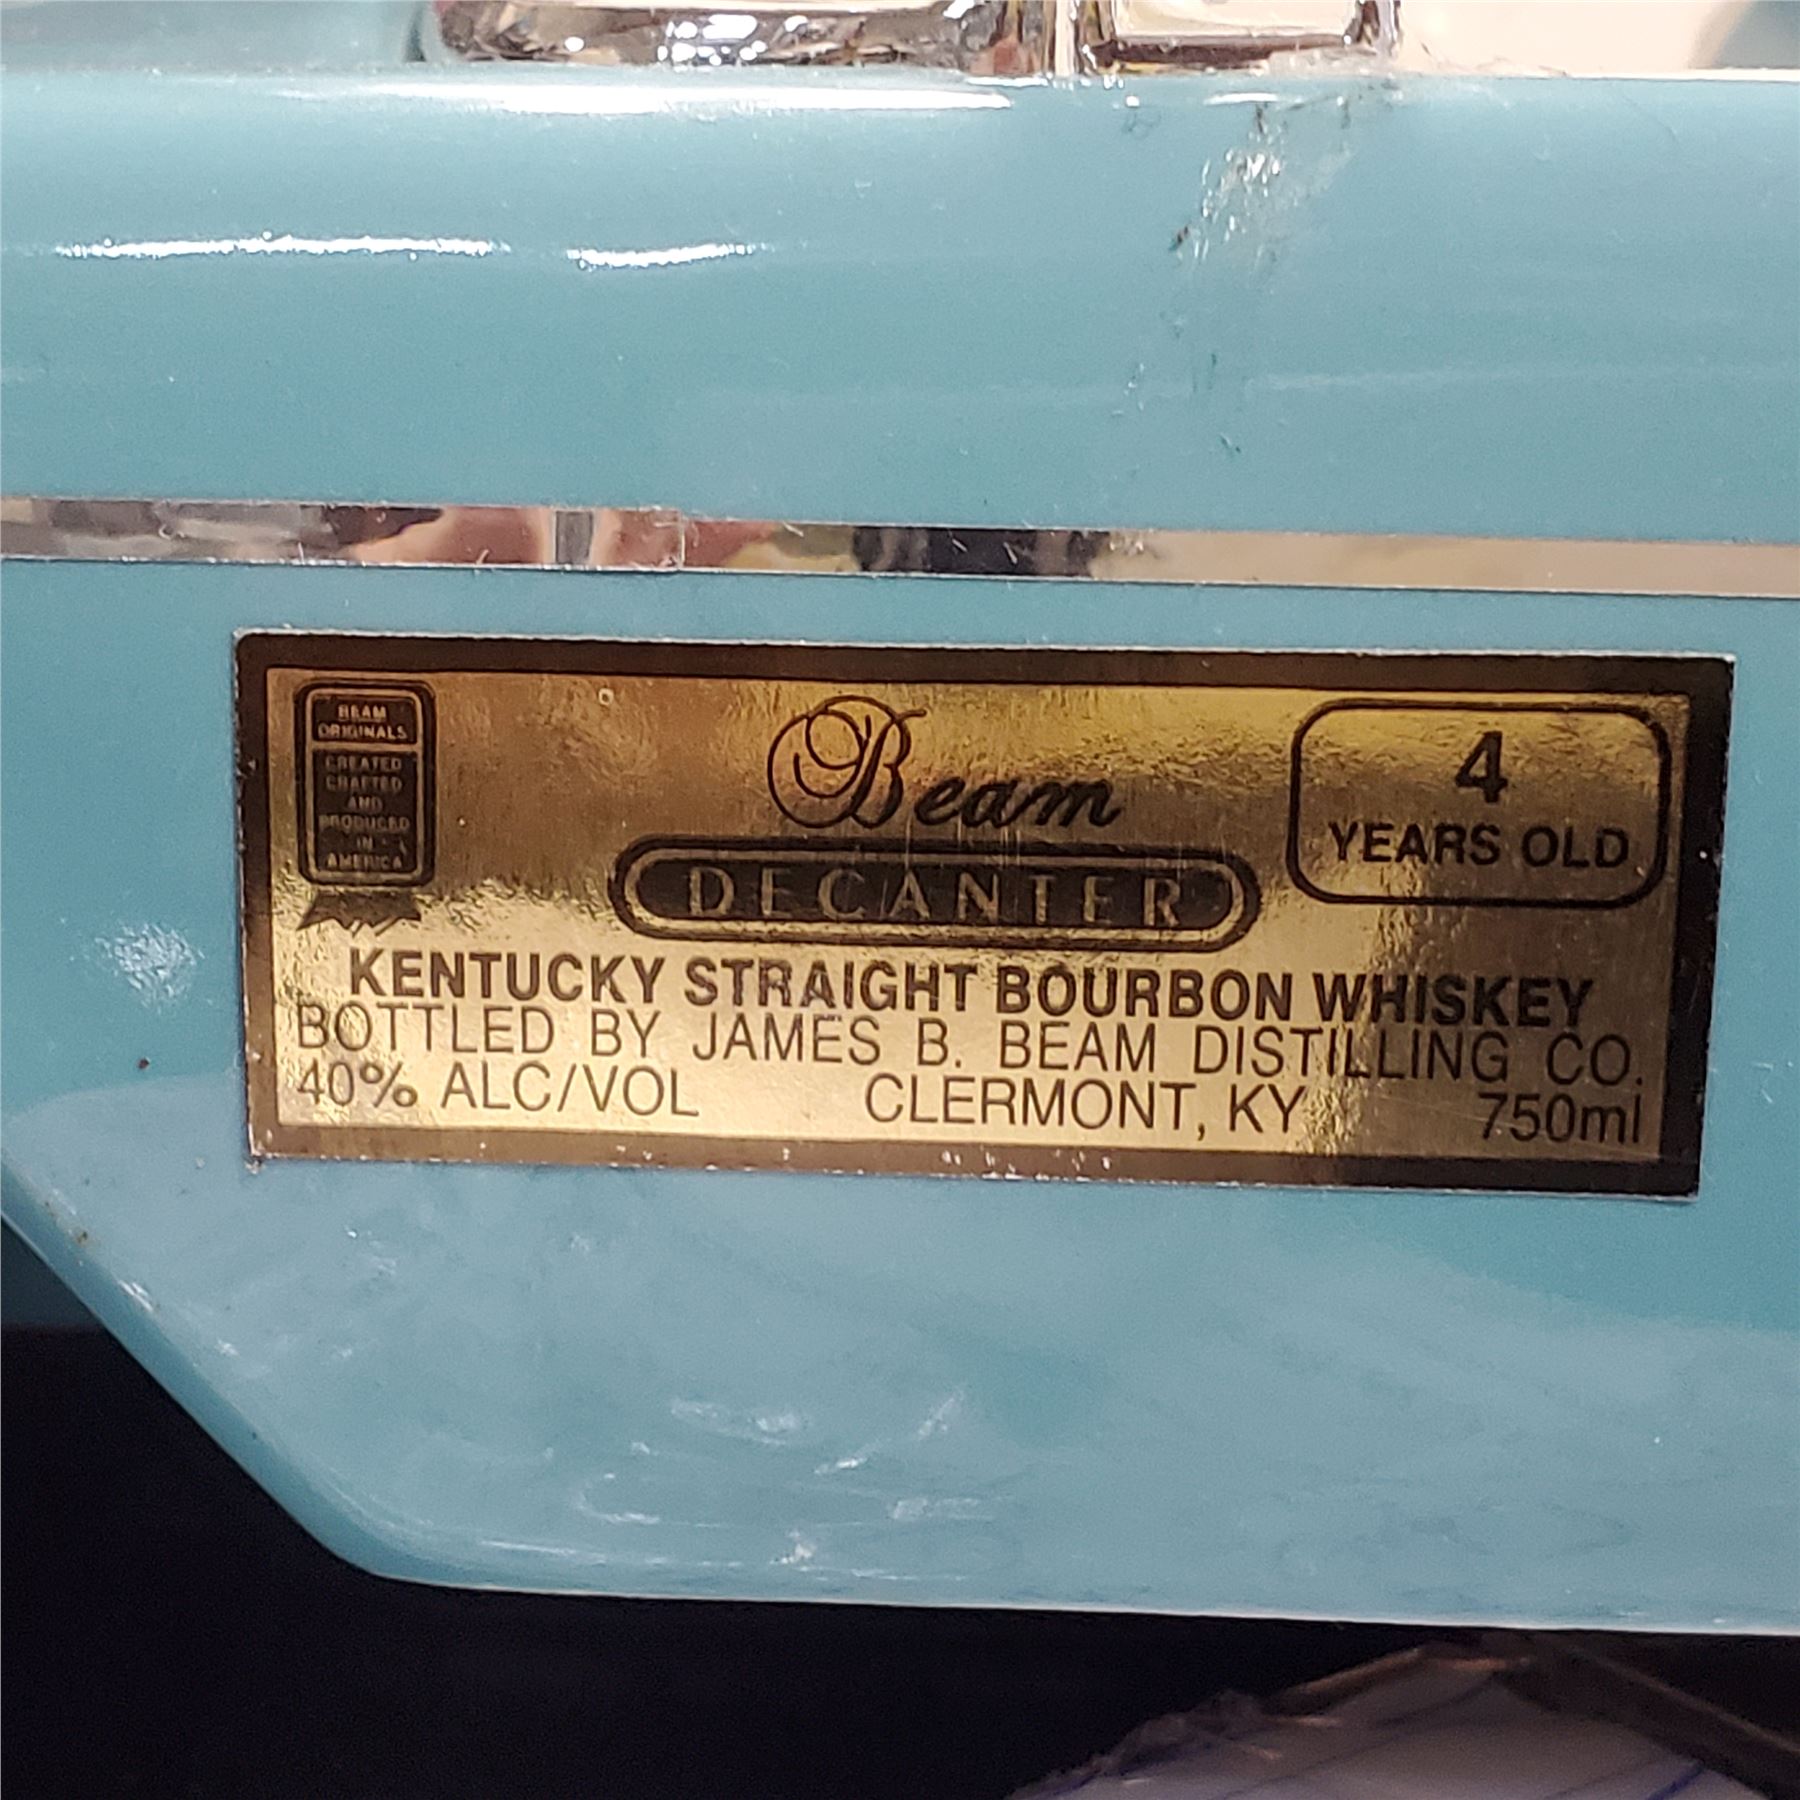 BEAM
ORIGINALS
CREATED
CRAFTED
AND
PRODUCED
IN
AMERICA
Beam
DECANTER
4
YEARS OLD
KENTUCKY STRAIGHT BOURBON WHISKEY
BOTTLED BY JAMES B. BEAM DISTILLING CO.
40% ALC/VOL CLERMONT, KY 750ml